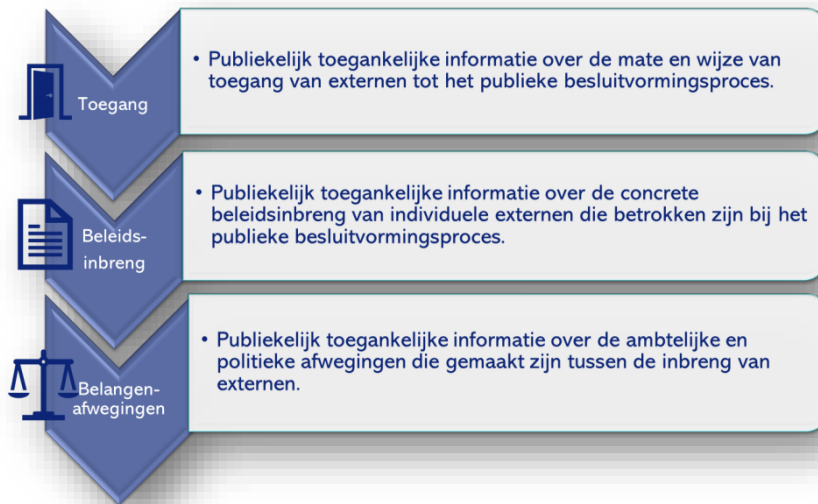 Toegang
• Publiekelijk toegankelijke informatie over de mate en wijze van
toegang van externen tot het publieke besluitvormingsproces.
Beleids-
inbreng
• Publiekelijk toegankelijke informatie over de concrete
beleidsinbreng van individuele externen die betrokken zijn bij het
publieke besluitvormingsproces.
Belangen-
afwegingen
• Publiekelijk toegankelijke informatie over de ambtelijke en
politieke afwegingen die gemaakt zijn tussen de inbreng van
externen.